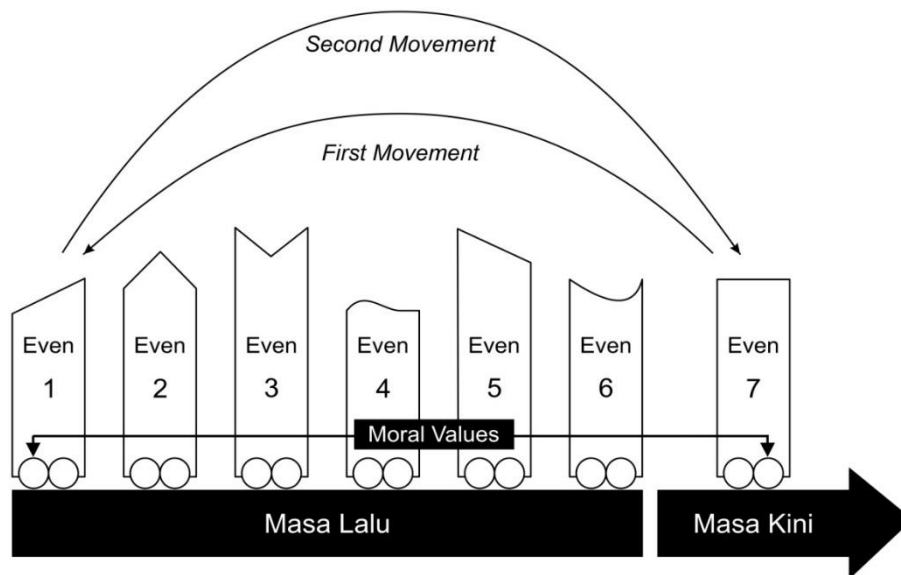 Second Movement
First Movement
Even
1
Even
2
Even
3
Even
4
Even
5
Even
6
Even
7
Moral Values
Masa Lalu
Masa Kini